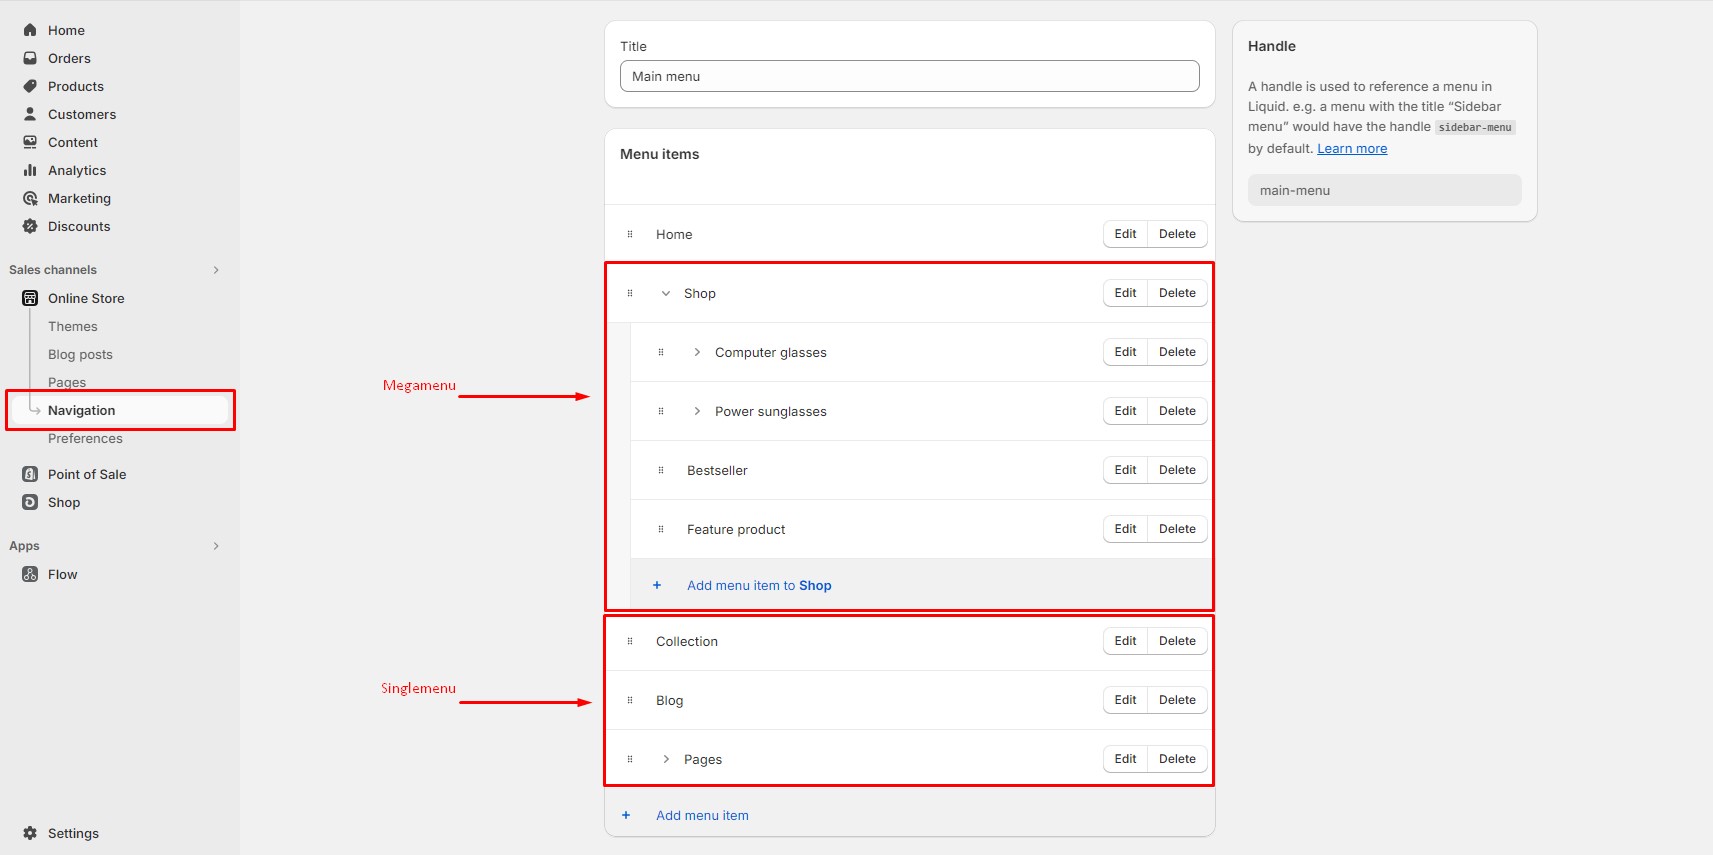 Home
Orders
Products
Customers
Content
Analytics
Marketing
Discounts
Sales channels
Online Store
Themes
Blog posts
Pages
Navigation
Preferences
Point of Sale
Shop
Apps
Flow
Settings
Megamenu
Singlemenu
Title
Main menu
Menu items
Home
Edit Delete
Shop
Edit Delete
Computer glasses
Edit Delete
Power sunglasses
Edit Delete
Bestseller
Edit Delete
Feature product
Edit Delete
+ Add menu item to Shop
Collection
Edit Delete
Blog
Edit Delete
Pages
Edit Delete
+ Add menu item
Handle
A handle is used to reference a menu in
Liquid. e.g. a menu with the title “Sidebar
menu” would have the handle sidebar-menu
by default. Learn more
main-menu